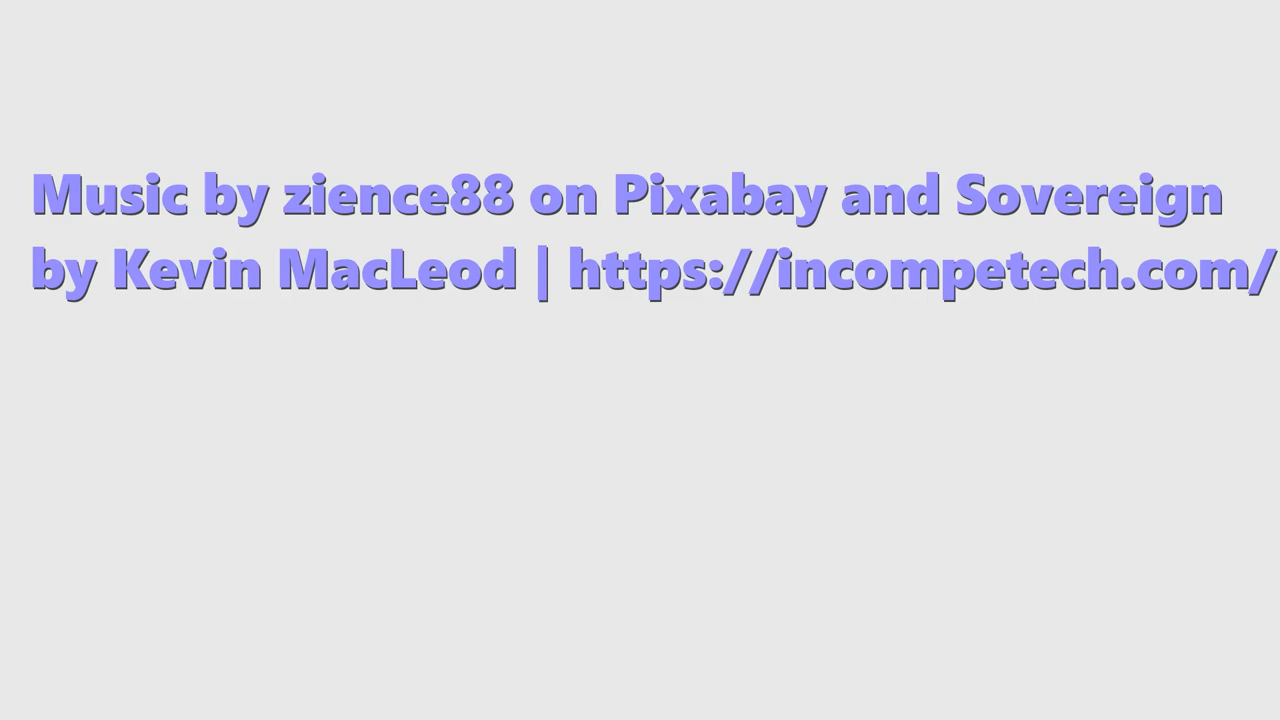 Music by zience88 on Pixabay and Sovereign
by Kevin MacLeod | https://incompetech.com/